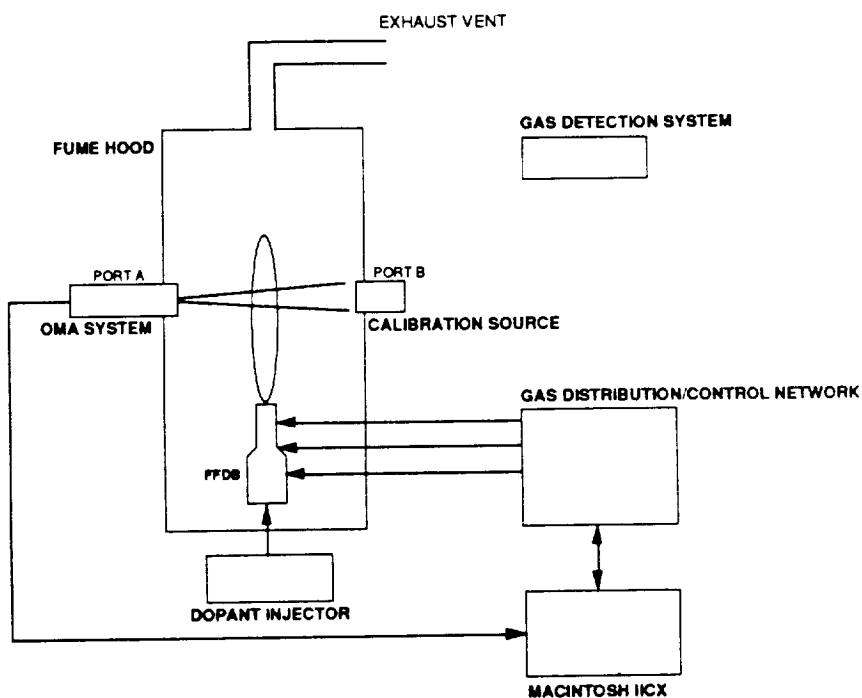 EXHAUST VENT
GAS DETECTION SYSTEM
FUME HOOD
PORT A
PORT B
OMA SYSTEM
CALIBRATION SOURCE
GAS DISTRIBUTION/CONTROL NETWORK
PFDB
DOPANT INJECTOR
MACINTOSH IICX